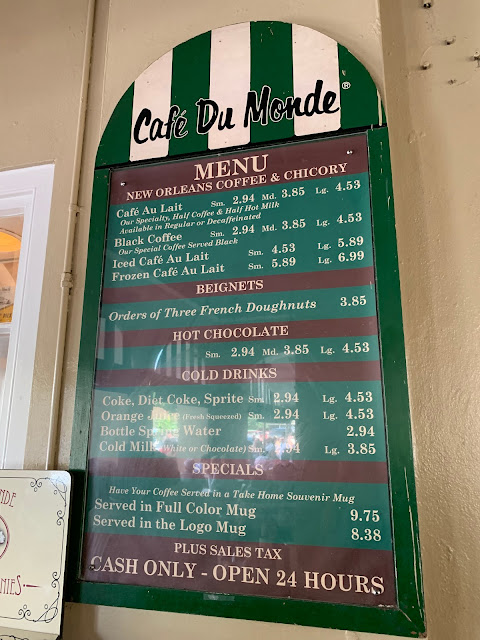 Café Du Monde ®
MENU
NEW ORLEANS COFFEE & CHICORY
Café Au Lait Sm. 2.94 Md. 3.85 Lg. 4.53
Our Specialty, Half Coffee & Half Hot Milk
Available in Regular or Decaffeinated
Black Coffee Sm. 2.94 Md. 3.85 Lg. 4.53
Our Special Coffee Served Black
Iced Café Au Lait Sm. 4.53 Lg. 5.89
Frozen Café Au Lait Sm. 5.89 Lg. 6.99
BEIGNETS
Orders of Three French Doughnuts 3.85
HOT CHOCOLATE
Sm. 2.94 Md. 3.85 Lg. 4.53
COLD DRINKS
Coke, Diet Coke, Sprite Sm. 2.94 Lg. 4.53
Orange Juice (Fresh Squeezed) Sm. 2.94 Lg. 4.53
Bottle Spring Water 2.94
Cold Milk (White or Chocolate) Sm. 2.94 Lg. 3.85
SPECIALS
Have Your Coffee Served in a Take Home Souvenir Mug
Served in Full Color Mug 9.75
Served in the Logo Mug 8.38
PLUS SALES TAX
CASH ONLY - OPEN 24 HOURS